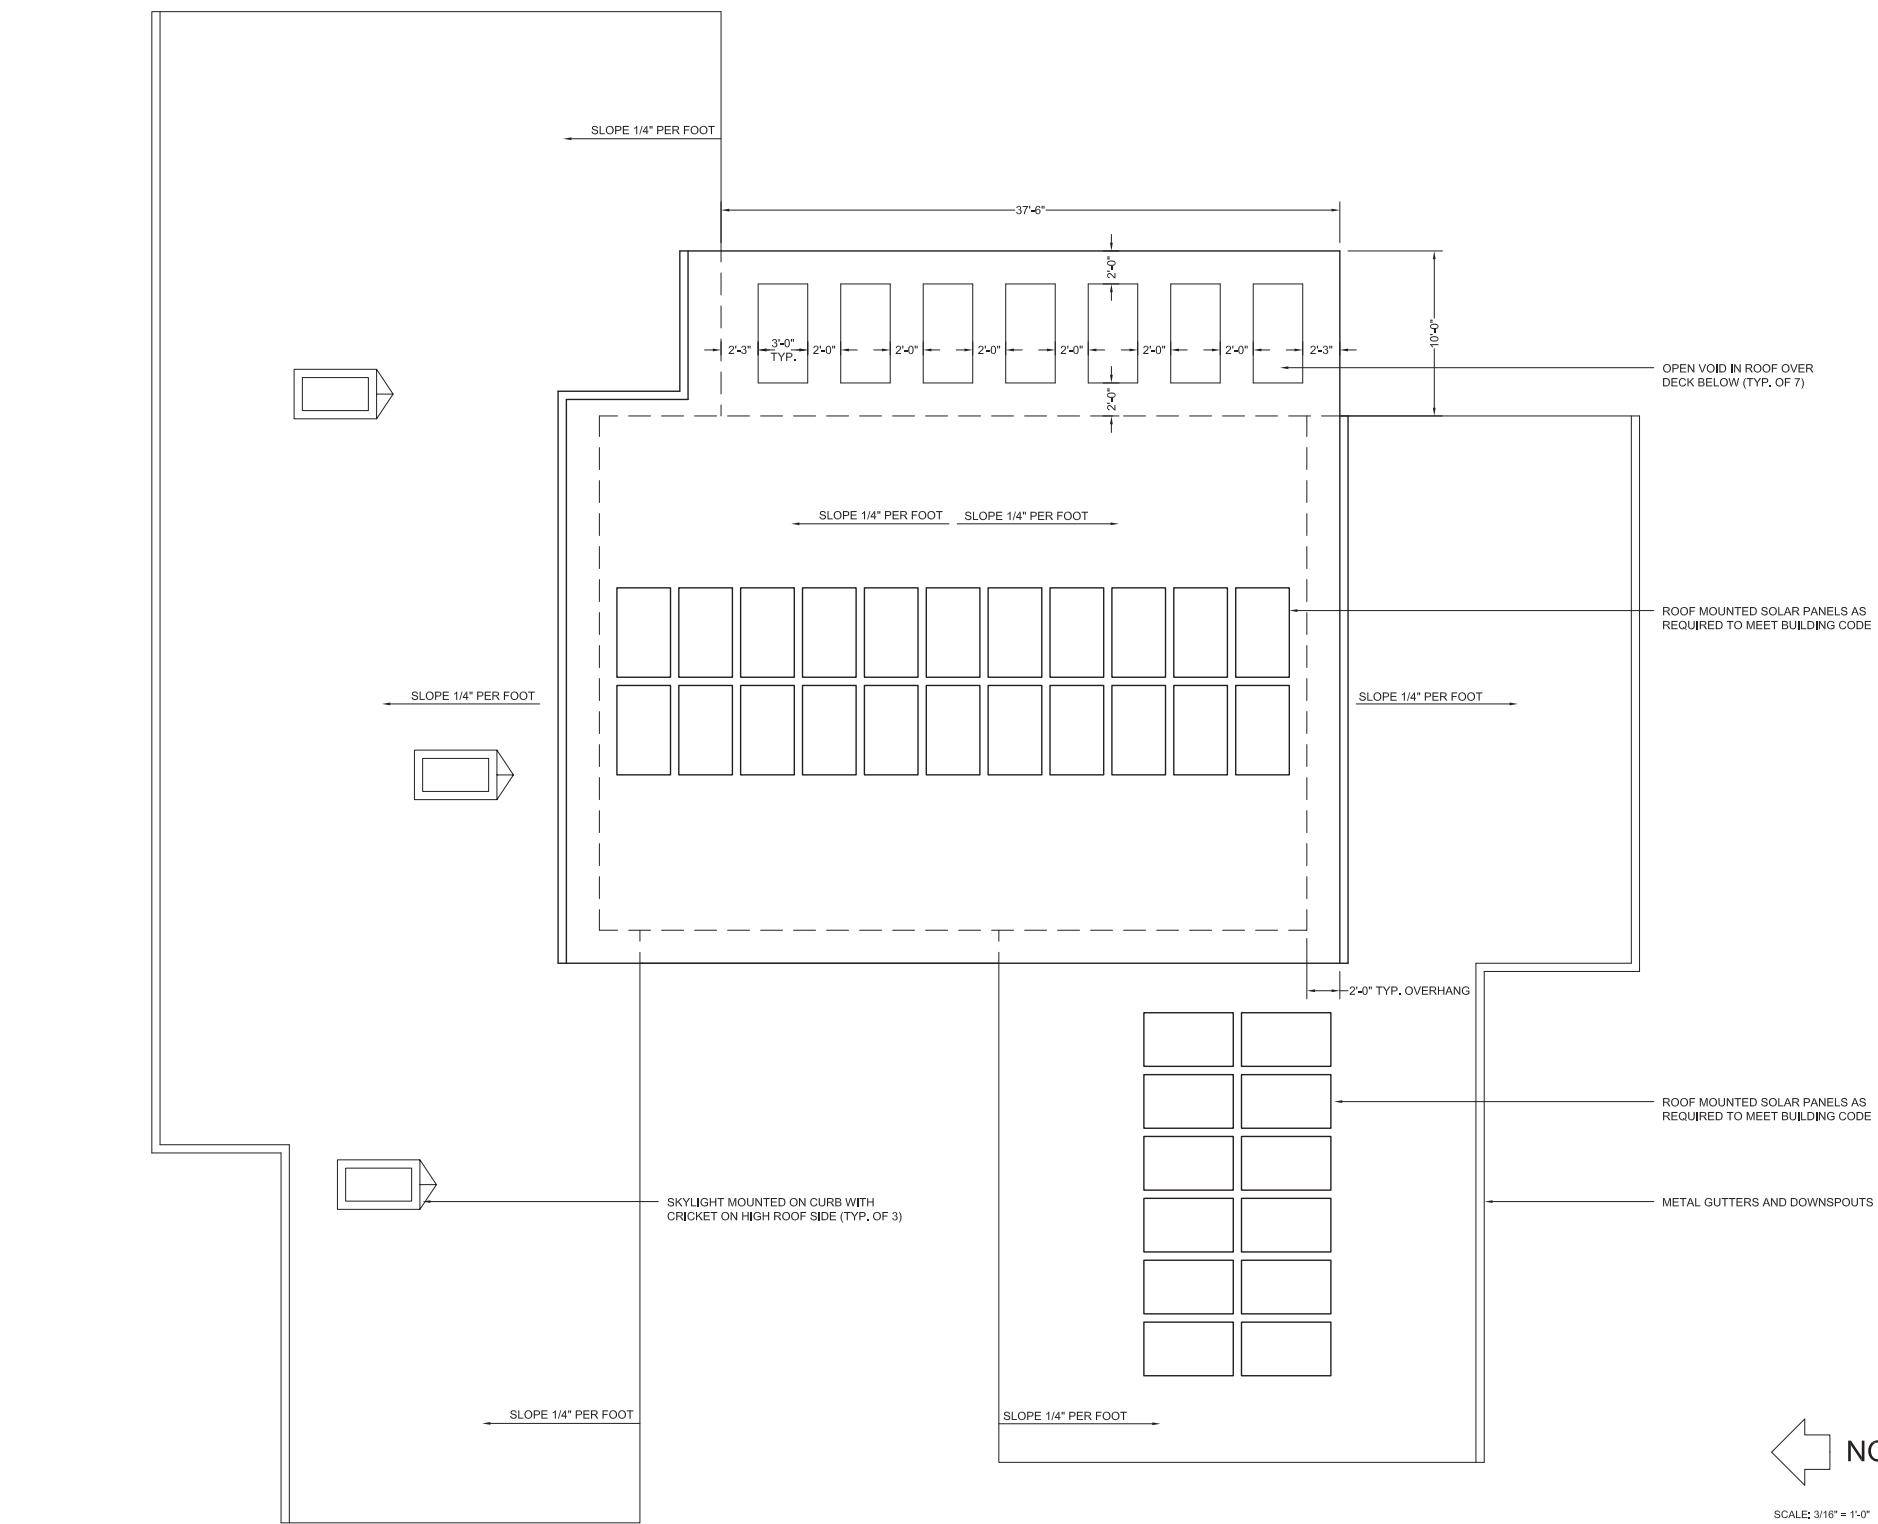 SLOPE 1/4" PER FOOT
37'-6"
2'-0"
10'-0"
2'-3"
3'-0"
TYP.
2'-0"
2'-0"
2'-0"
2'-0"
2'-0"
2'-0"
2'-3"
2'-0"
OPEN VOID IN ROOF OVER
DECK BELOW (TYP. OF 7)
SLOPE 1/4" PER FOOT
SLOPE 1/4" PER FOOT
ROOF MOUNTED SOLAR PANELS AS
REQUIRED TO MEET BUILDING CODE
SLOPE 1/4" PER FOOT
SLOPE 1/4" PER FOOT
2'-0" TYP. OVERHANG
ROOF MOUNTED SOLAR PANELS AS
REQUIRED TO MEET BUILDING CODE
SKYLIGHT MOUNTED ON CURB WITH
CRICKET ON HIGH ROOF SIDE (TYP. OF 3)
METAL GUTTERS AND DOWNSPOUTS
SLOPE 1/4" PER FOOT
SLOPE 1/4" PER FOOT
SCALE: 3/16" = 1'-0"